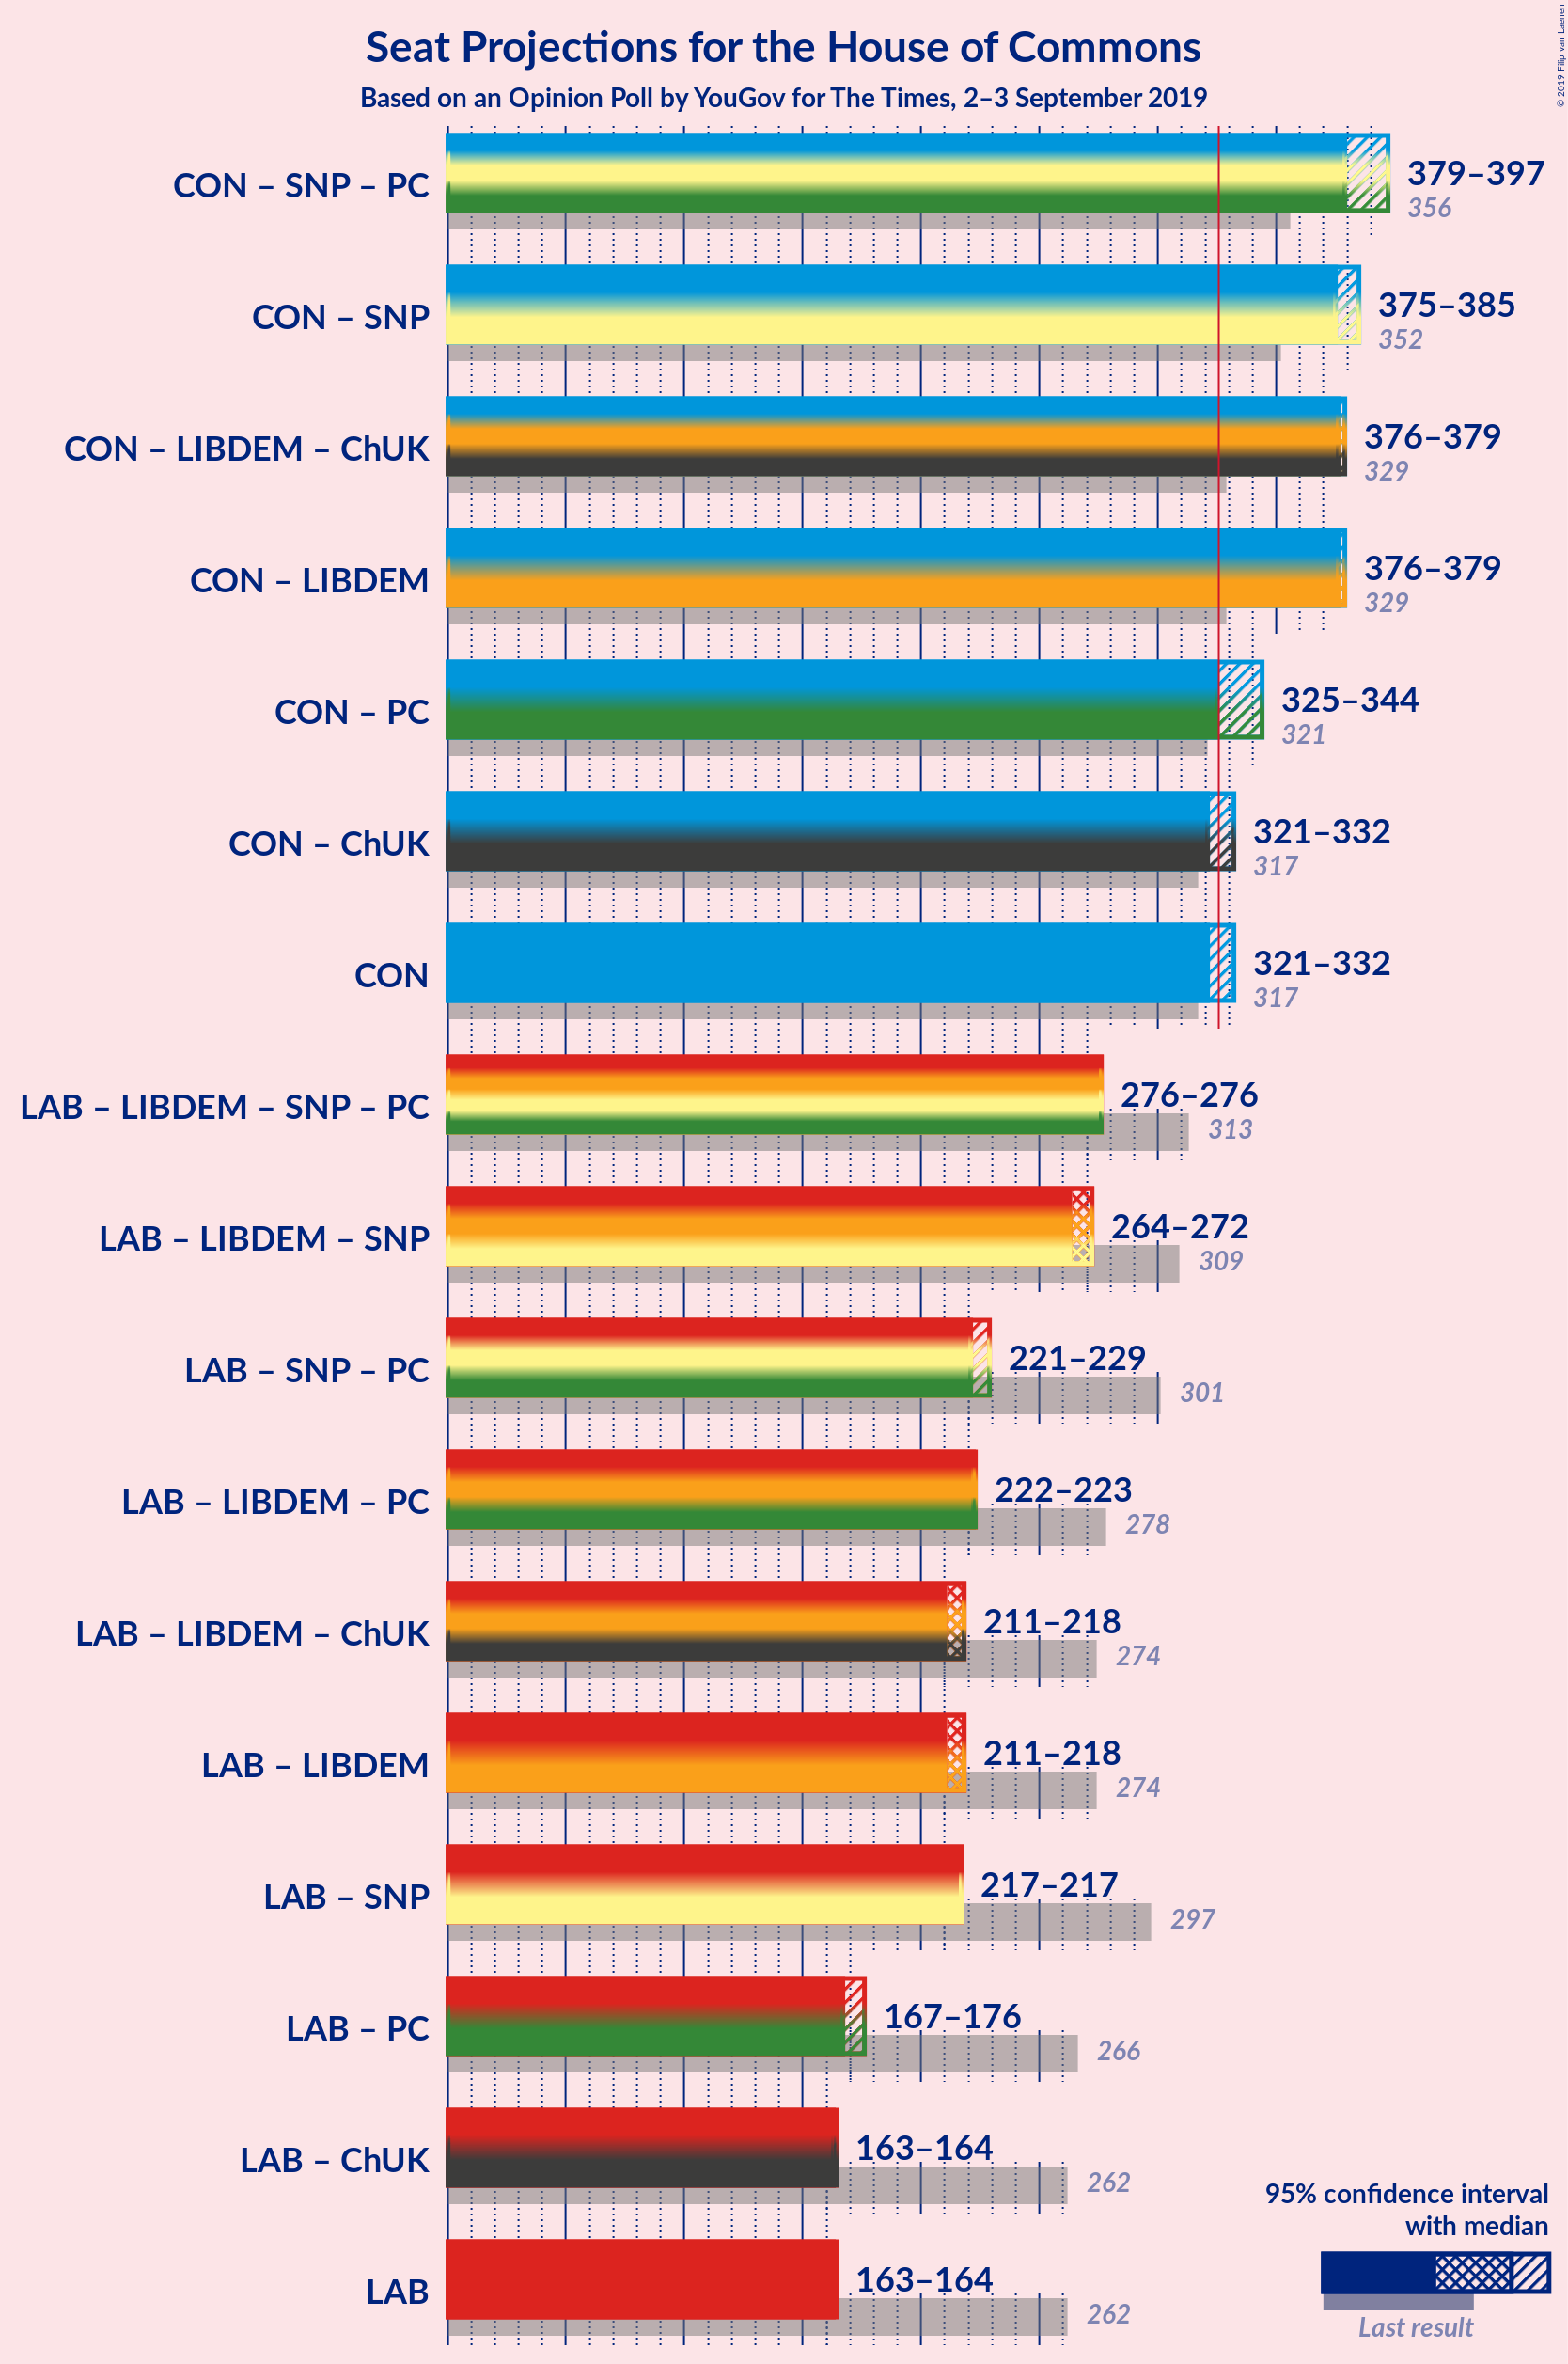 Seat Projections for the House of Commons
Based on an Opinion Poll by YouGov for The Times, 2–3 September 2019
© 2019 Filip van Laenen
CON – SNP – PC
379–397
356
CON – SNP
375–385
352
CON – LIBDEM – ChUK
376–379
329
CON – LIBDEM
376–379
329
CON – PC
325–344
321
CON – ChUK
321–332
317
CON
321–332
317
LAB – LIBDEM – SNP – PC
276–276
313
LAB – LIBDEM – SNP
264–272
309
LAB – SNP – PC
221–229
301
LAB – LIBDEM – PC
222–223
278
LAB – LIBDEM – ChUK
211–218
274
LAB – LIBDEM
211–218
274
LAB – SNP
217–217
297
LAB – PC
167–176
266
LAB – ChUK
163–164
262
LAB
163–164
262
95% confidence interval
with median
Last result